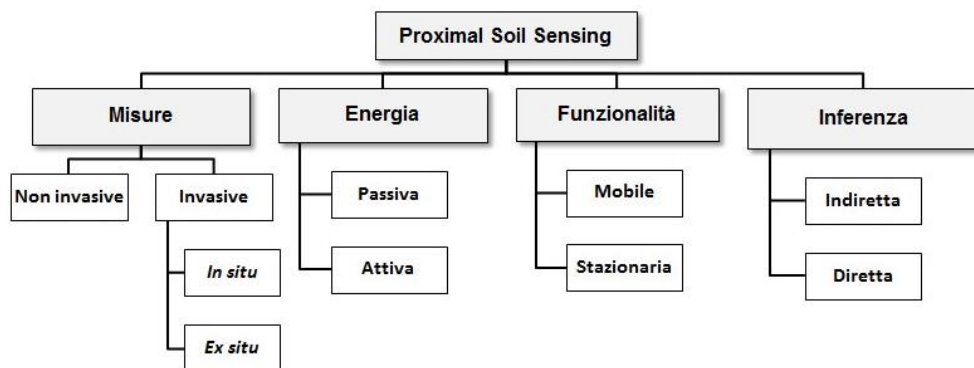 Proximal Soil Sensing
Misure
Energia
Funzionalità
Inferenza
Non invasive
Invasive
In situ
Ex situ
Passiva
Attiva
Mobile
Stazionaria
Indiretta
Diretta